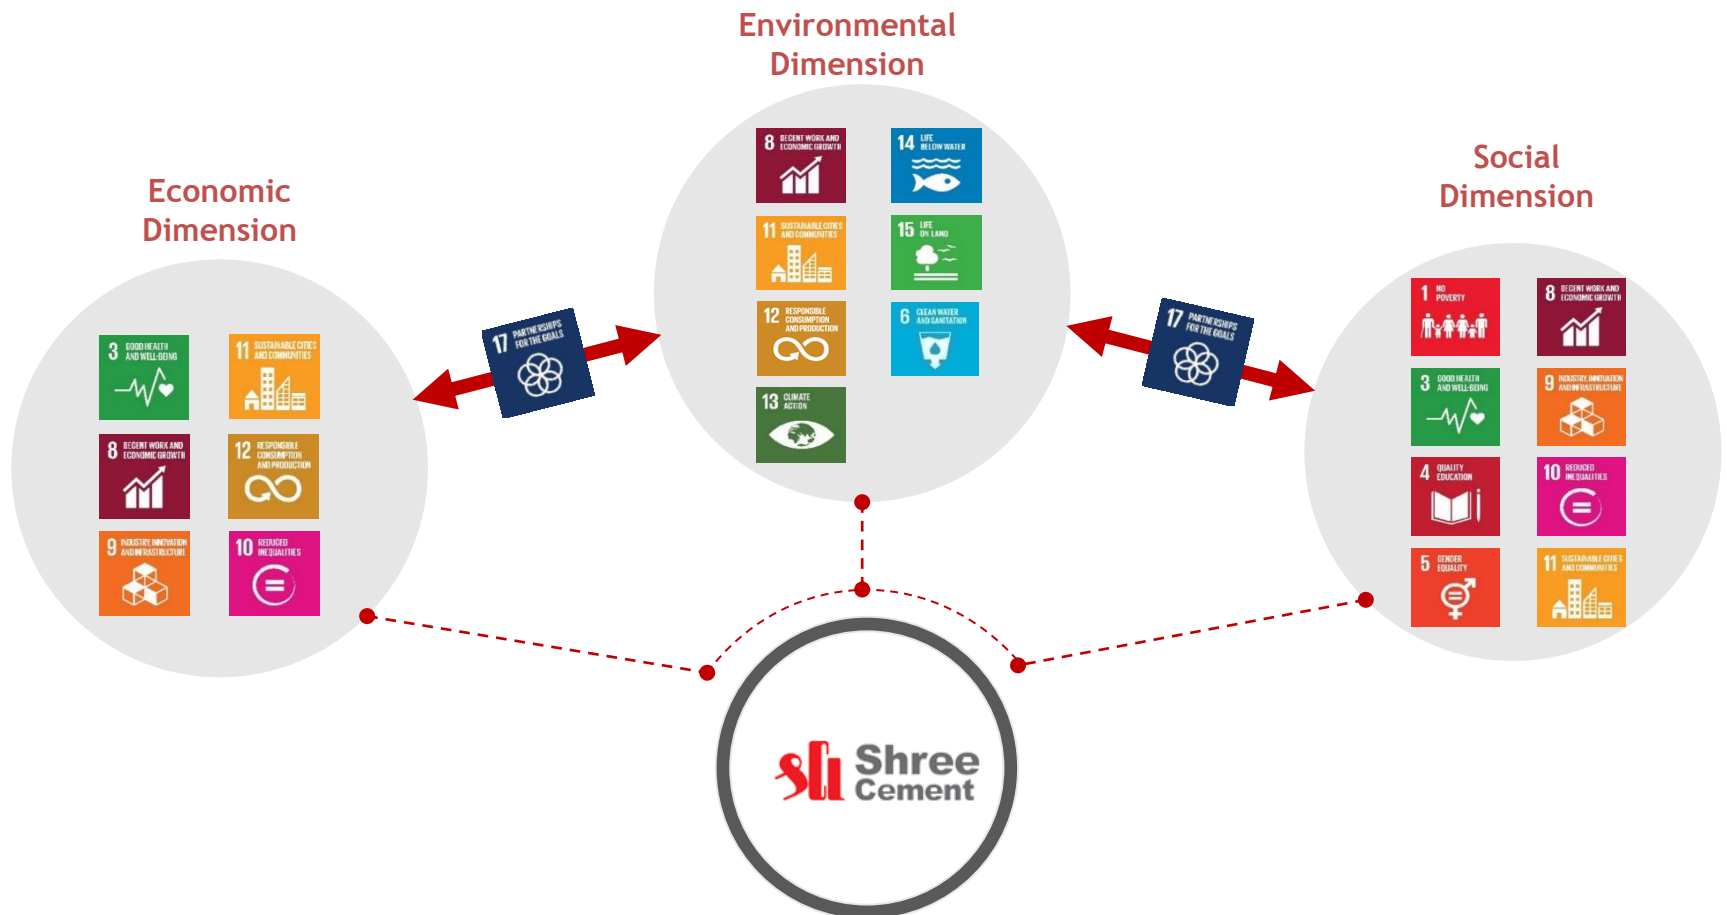 Environmental
Dimension
8 DECENT WORK AND
ECONOMIC GROWTH
14 LIFE
BELOW WATER
11 SUSTAINABLE CITIES
AND COMMUNITIES
15 LIFE
ON LAND
12 RESPONSIBLE
CONSUMPTION
AND PRODUCTION
6 CLEAN WATER
AND SANITATION
13 CLIMATE
ACTION
Economic
Dimension
3 GOOD HEALTH
AND WELL-BEING
11 SUSTAINABLE CITIES
AND COMMUNITIES
8 DECENT WORK AND
ECONOMIC GROWTH
12 RESPONSIBLE
CONSUMPTION
AND PRODUCTION
9 INDUSTRY, INNOVATION
AND INFRASTRUCTURE
10 REDUCED
INEQUALITIES
17 PARTNERSHIPS
FOR THE GOALS
17 PARTNERSHIPS
FOR THE GOALS
Social
Dimension
1 NO
POVERTY
8 DECENT WORK AND
ECONOMIC GROWTH
3 GOOD HEALTH
AND WELL-BEING
9 INDUSTRY, INNOVATION
AND INFRASTRUCTURE
4 QUALITY
EDUCATION
10 REDUCED
INEQUALITIES
5 GENDER
EQUALITY
11 SUSTAINABLE CITIES
AND COMMUNITIES
Shree
Cement